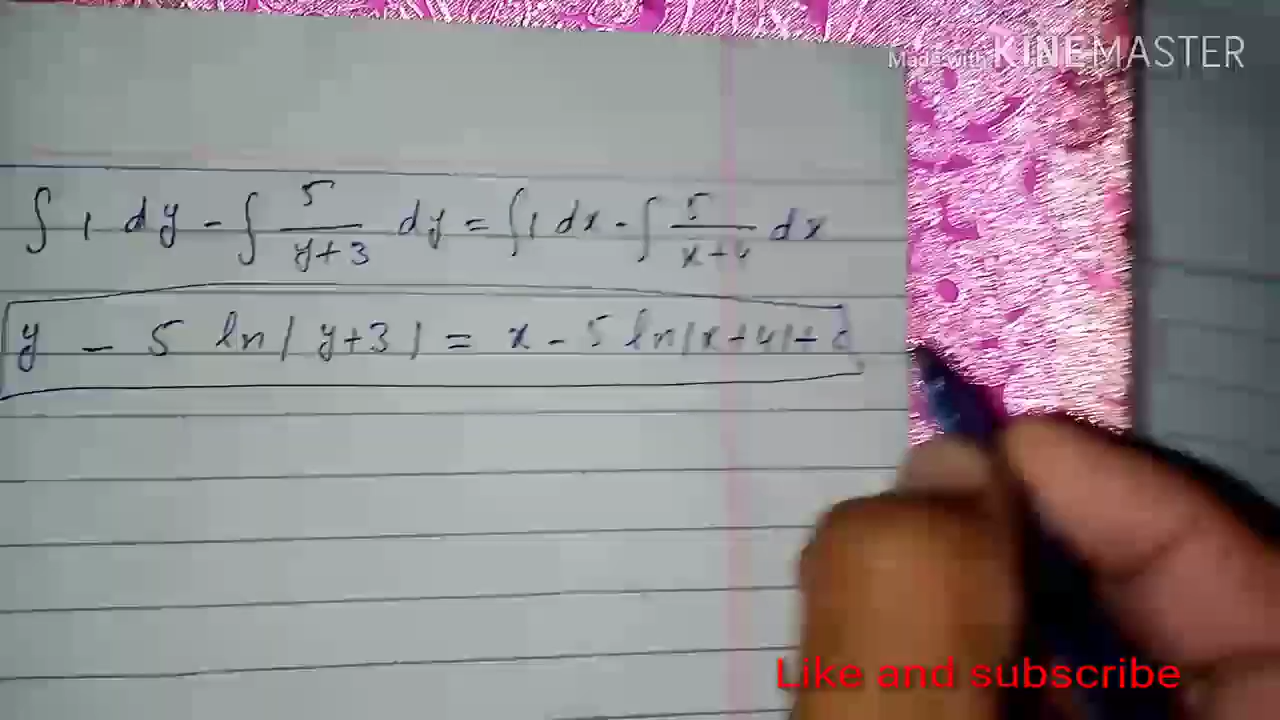 Made with KINEMASTER
∫ 1 dy - ∫ 5/(y+3) dy = ∫ 1 dx - ∫ 5/(x+4) dx
y - 5 ln|y+3| = x - 5 ln|x+4| + c
Like and subscribe